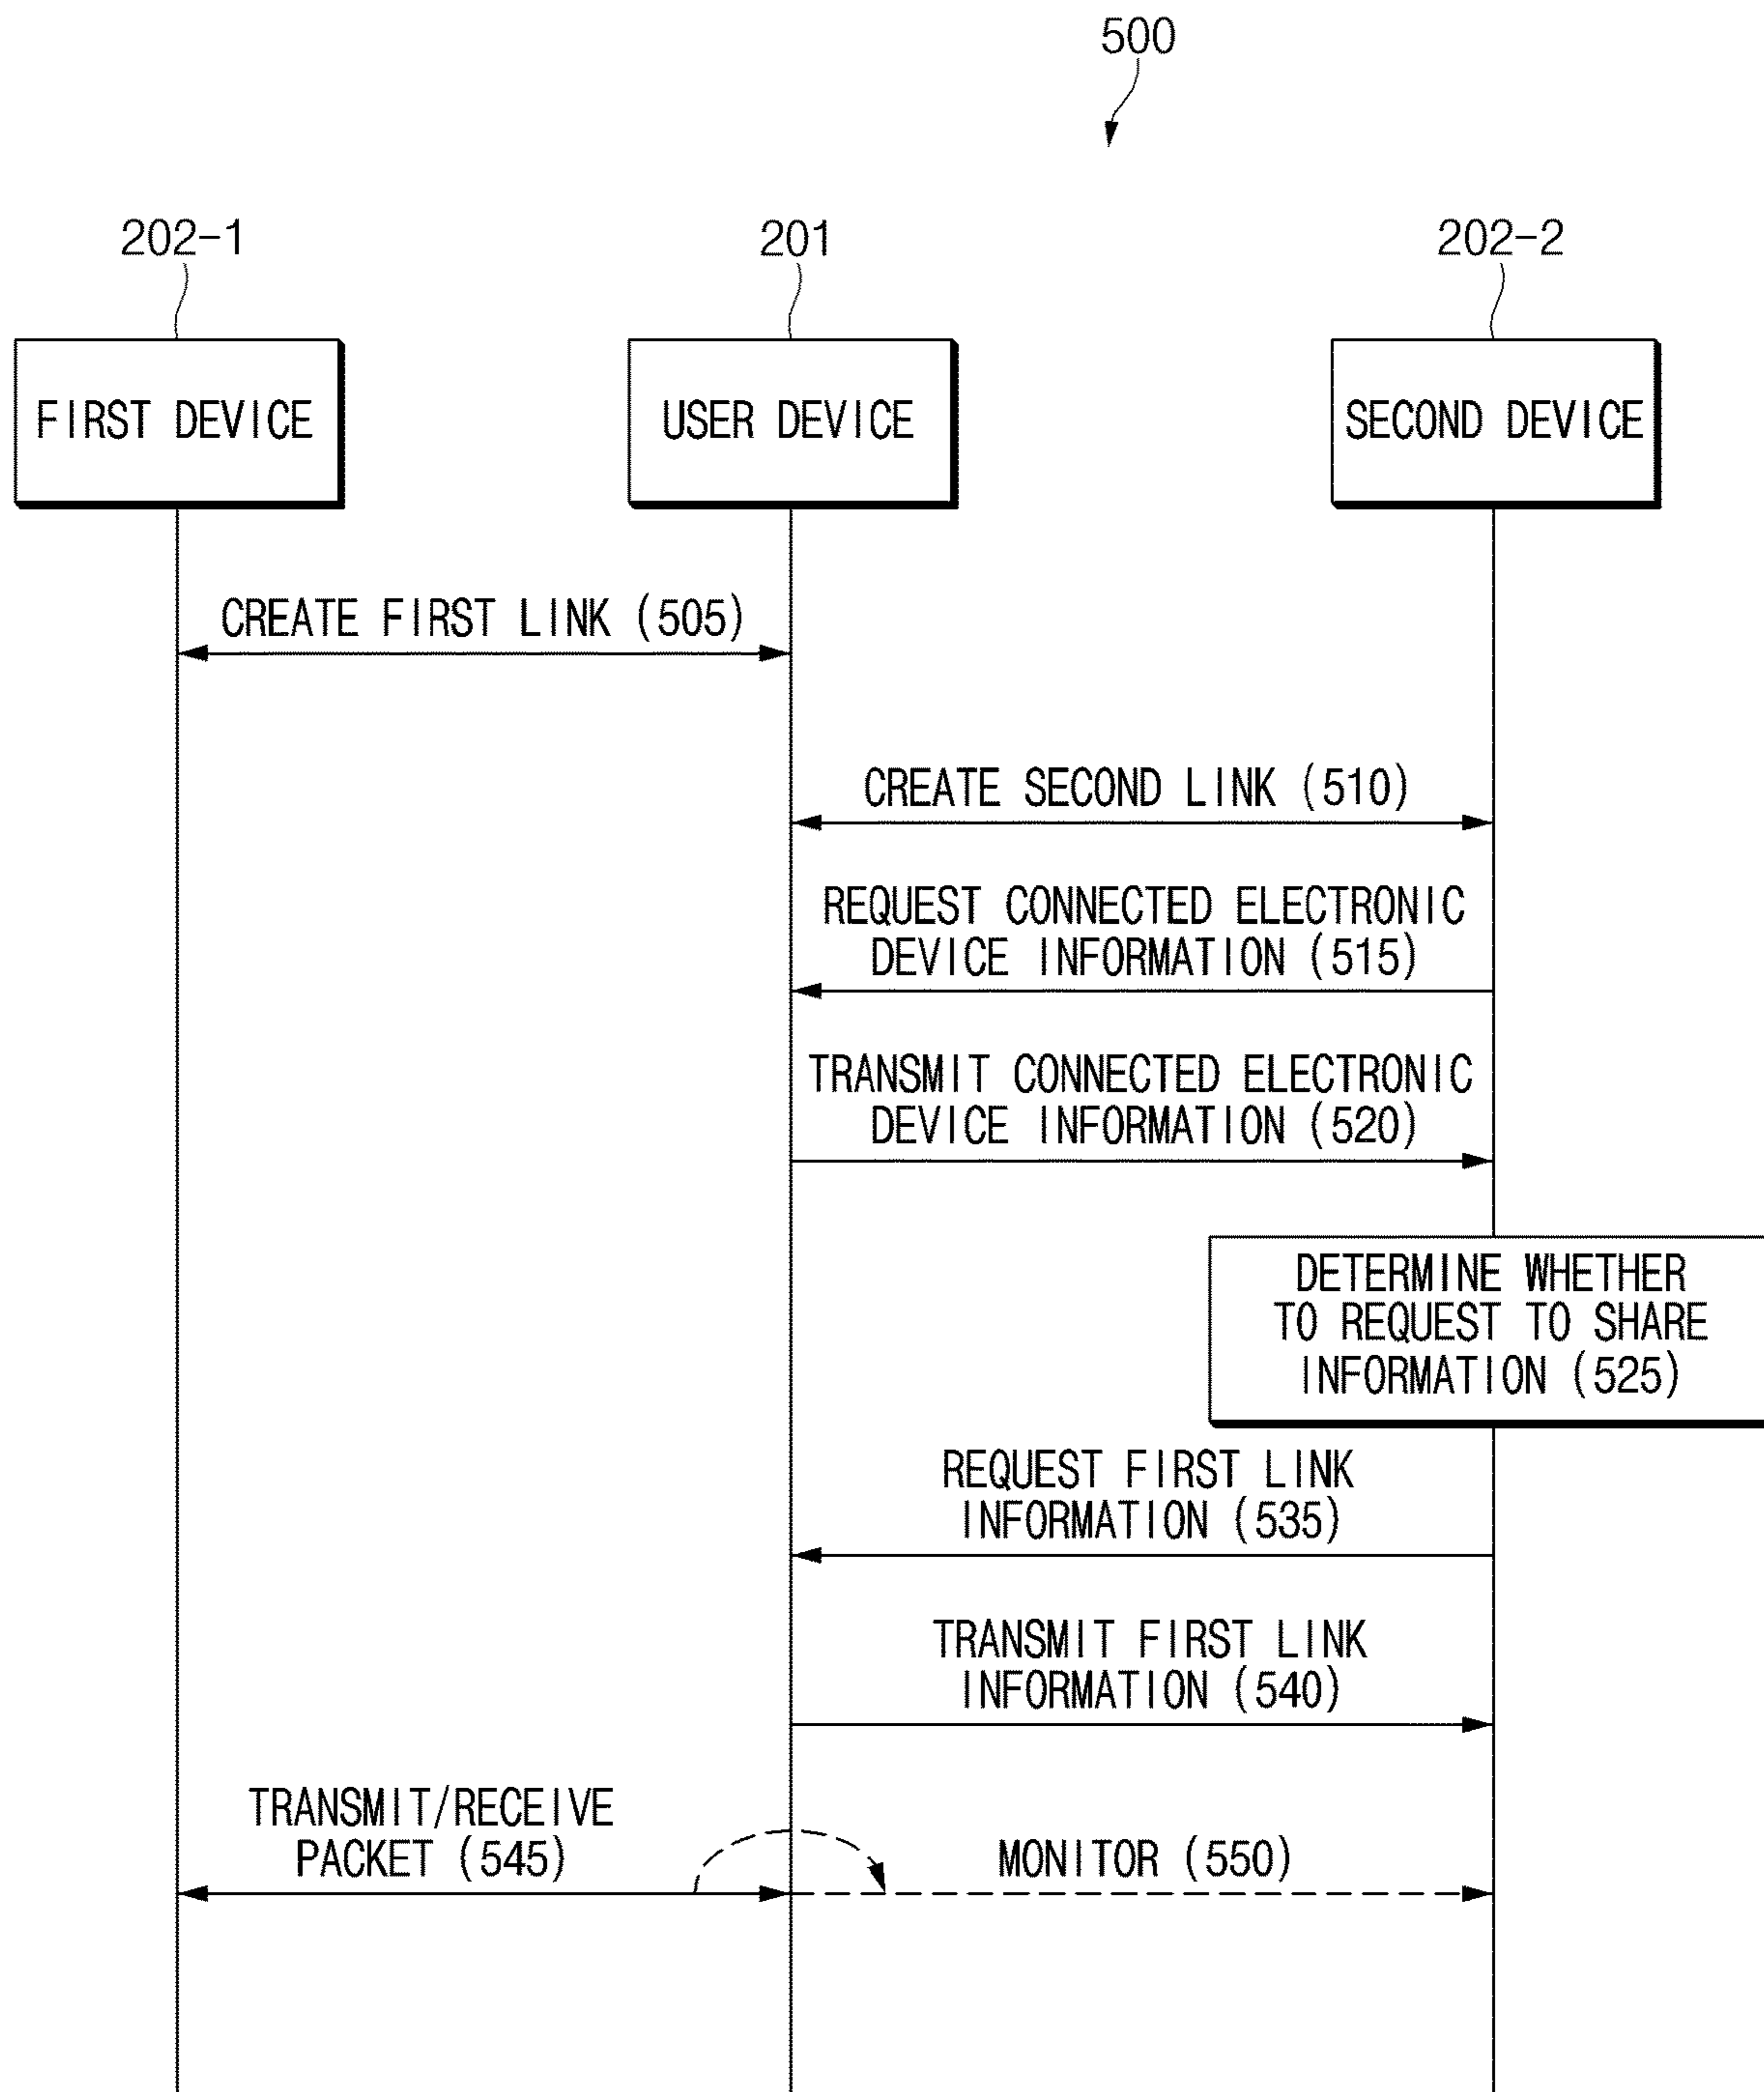 500
202-1
201
202-2
FIRST DEVICE
USER DEVICE
SECOND DEVICE
CREATE FIRST LINK (505)
CREATE SECOND LINK (510)
REQUEST CONNECTED ELECTRONIC
DEVICE INFORMATION (515)
TRANSMIT CONNECTED ELECTRONIC
DEVICE INFORMATION (520)
DETERMINE WHETHER
TO REQUEST TO SHARE
INFORMATION (525)
REQUEST FIRST LINK
INFORMATION (535)
TRANSMIT FIRST LINK
INFORMATION (540)
TRANSMIT/RECEIVE
PACKET (545)
MONITOR (550)